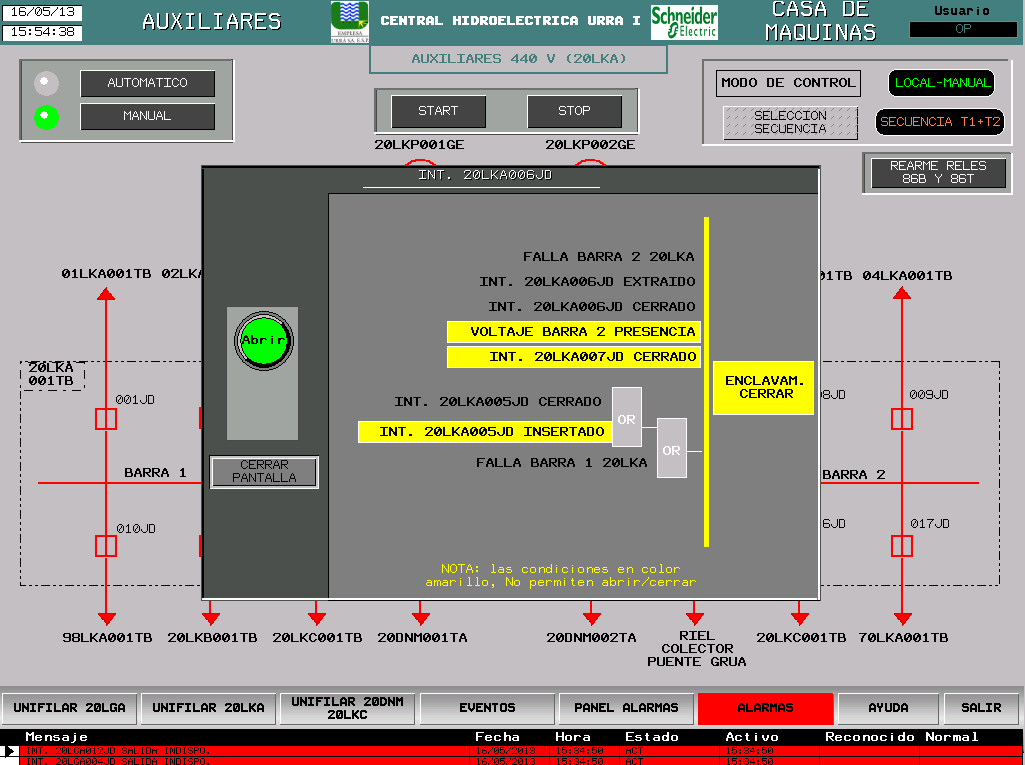 16/05/13
15:54:38
AUXILIARES
EMPRESA
URRA S.A. E.S.P.
CENTRAL HIDROELECTRICA URRA I
Schneider
Electric
CASA DE
MAQUINAS
Usuario
OP
AUXILIARES 440 V (20LKA)
AUTOMATICO
MANUAL
START
STOP
20LKP001GE
20LKP002GE
MODO DE CONTROL
LOCAL-MANUAL
SELECCION
SECUENCIA
SECUENCIA T1+T2
REARME RELES
86B Y 86T
INT. 20LKA006JD
FALLA BARRA 2 20LKA
INT. 20LKA006JD EXTRAIDO
INT. 20LKA006JD CERRADO
VOLTAJE BARRA 2 PRESENCIA
INT. 20LKA007JD CERRADO
INT. 20LKA005JD CERRADO
INT. 20LKA005JD INSERTADO
FALLA BARRA 1 20LKA
OR
OR
ENCLAVAM.
CERRAR
Abrir
CERRAR
PANTALLA
NOTA: las condiciones en color
amarillo, No permiten abrir/cerrar
01LKA001TB 02LKA
01TB 04LKA001TB
20LKA
001TB
001JD
08JD
009JD
BARRA 1
BARRA 2
010JD
6JD
017JD
98LKA001TB
20LKB001TB
20LKC001TB
20DNM001TA
20DNM002TA
RIEL
COLECTOR
PUENTE GRUA
20LKC001TB
70LKA001TB
UNIFILAR 20LGA
UNIFILAR 20LKA
UNIFILAR 20DNM
20LKC
EVENTOS
PANEL ALARMAS
ALARMAS
AYUDA
SALIR
Mensaje Fecha Hora Estado Activo Reconocido Normal
INT. 20LGA012JD SALIDA INDISPO. 16/05/2013 15:34:50 ACT 15:34:50
INT. 20LGA004JD SALIDA INDISPO. 16/05/2013 15:34:50 ACT 15:34:50